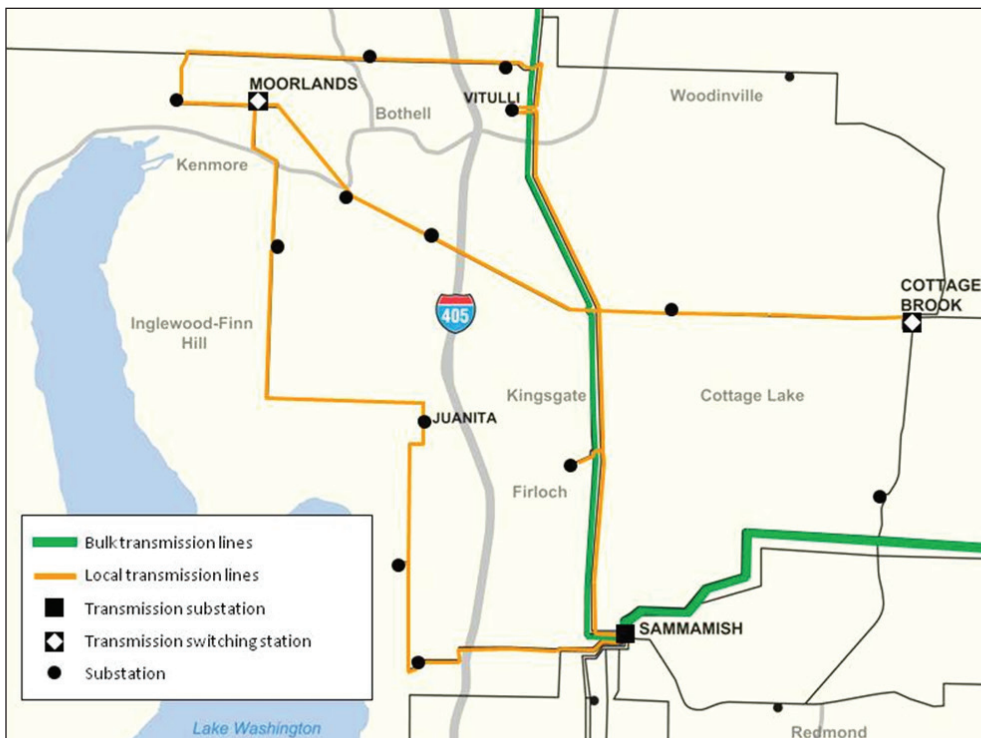 MOORLANDS
VITULLI
Woodinville
Bothell
Kenmore
COTTAGE
BROOK
405
Inglewood-Finn
Hill
Kingsgate
Cottage Lake
JUANITA
Firloch
Bulk transmission lines
Local transmission lines
Transmission substation
Transmission switching station
Substation
SAMMAMISH
Lake Washington
Redmond